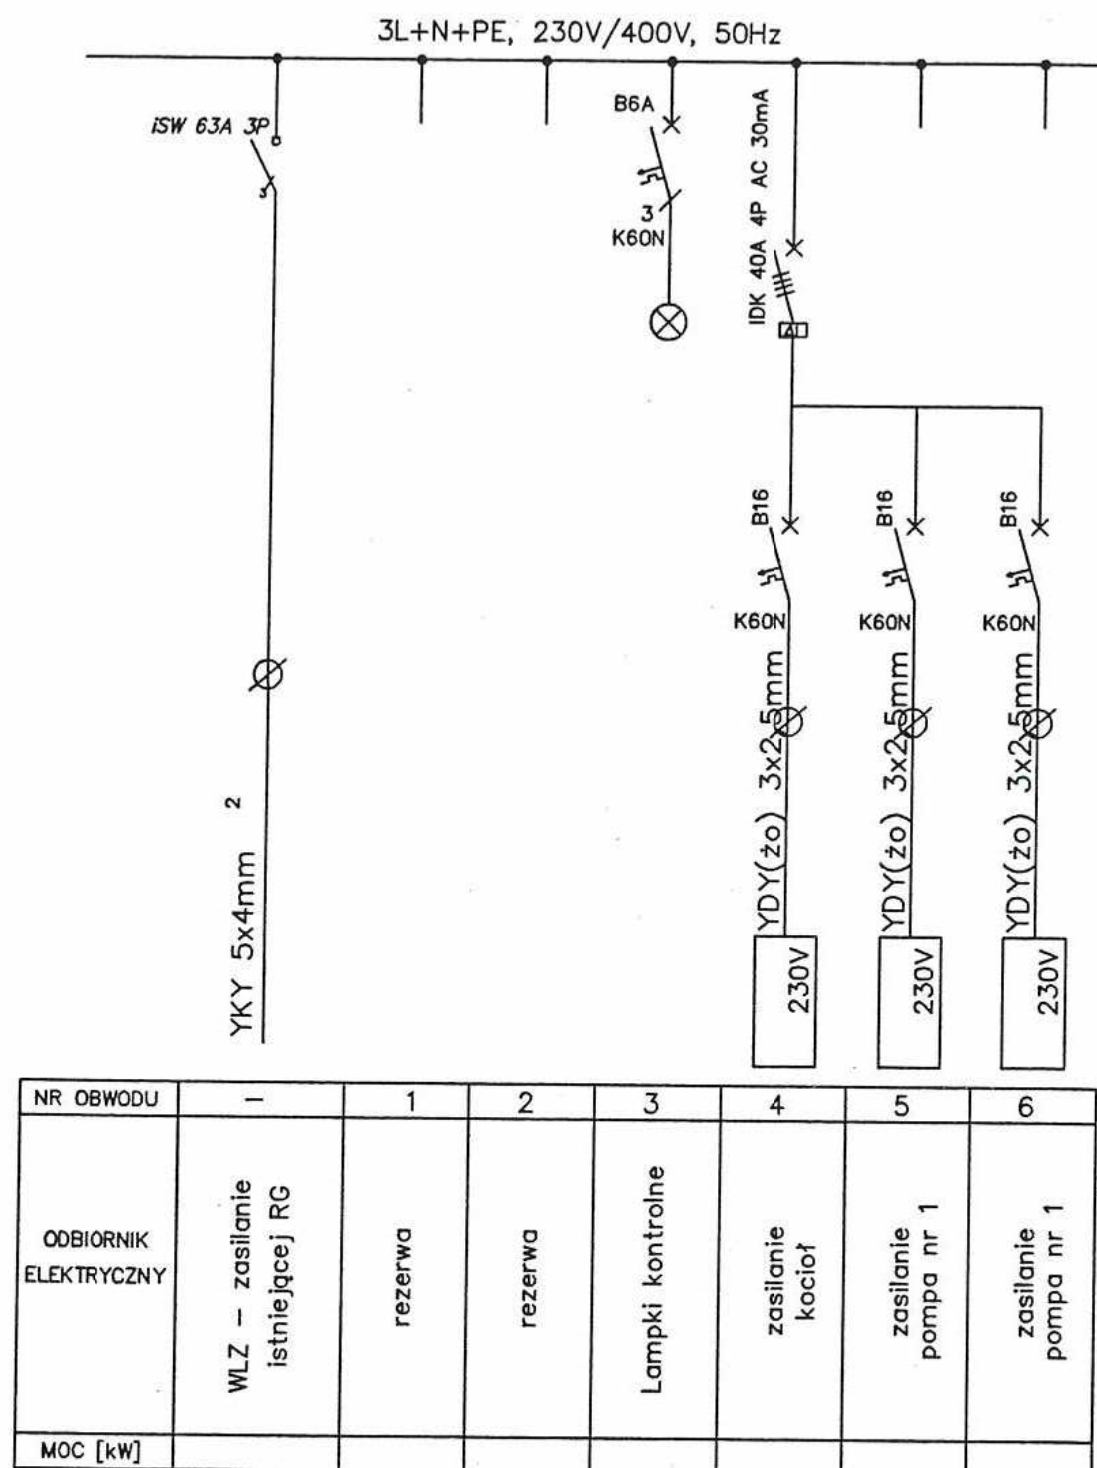 3L+N+PE, 230V/400V, 50Hz
iSW 63A 3P
3
B6A
3
K60N
IDK 40A 4P AC 30mA
B16
B16
B16
K60N
K60N
K60N
YKY 5x4mm 2
YDY(żo) 3x2,5mm
YDY(żo) 3x2,5mm
YDY(żo) 3x2,5mm
230V
230V
230V
NR OBWODU – 1 2 3 4 5 6
ODBIORNIK
ELEKTRYCZNY
WLZ – zasilanie
istniejącej RG
rezerwa
rezerwa
Lampki kontrolne
zasilanie
kocioł
zasilanie
pompa nr 1
zasilanie
pompa nr 1
MOC [kW]